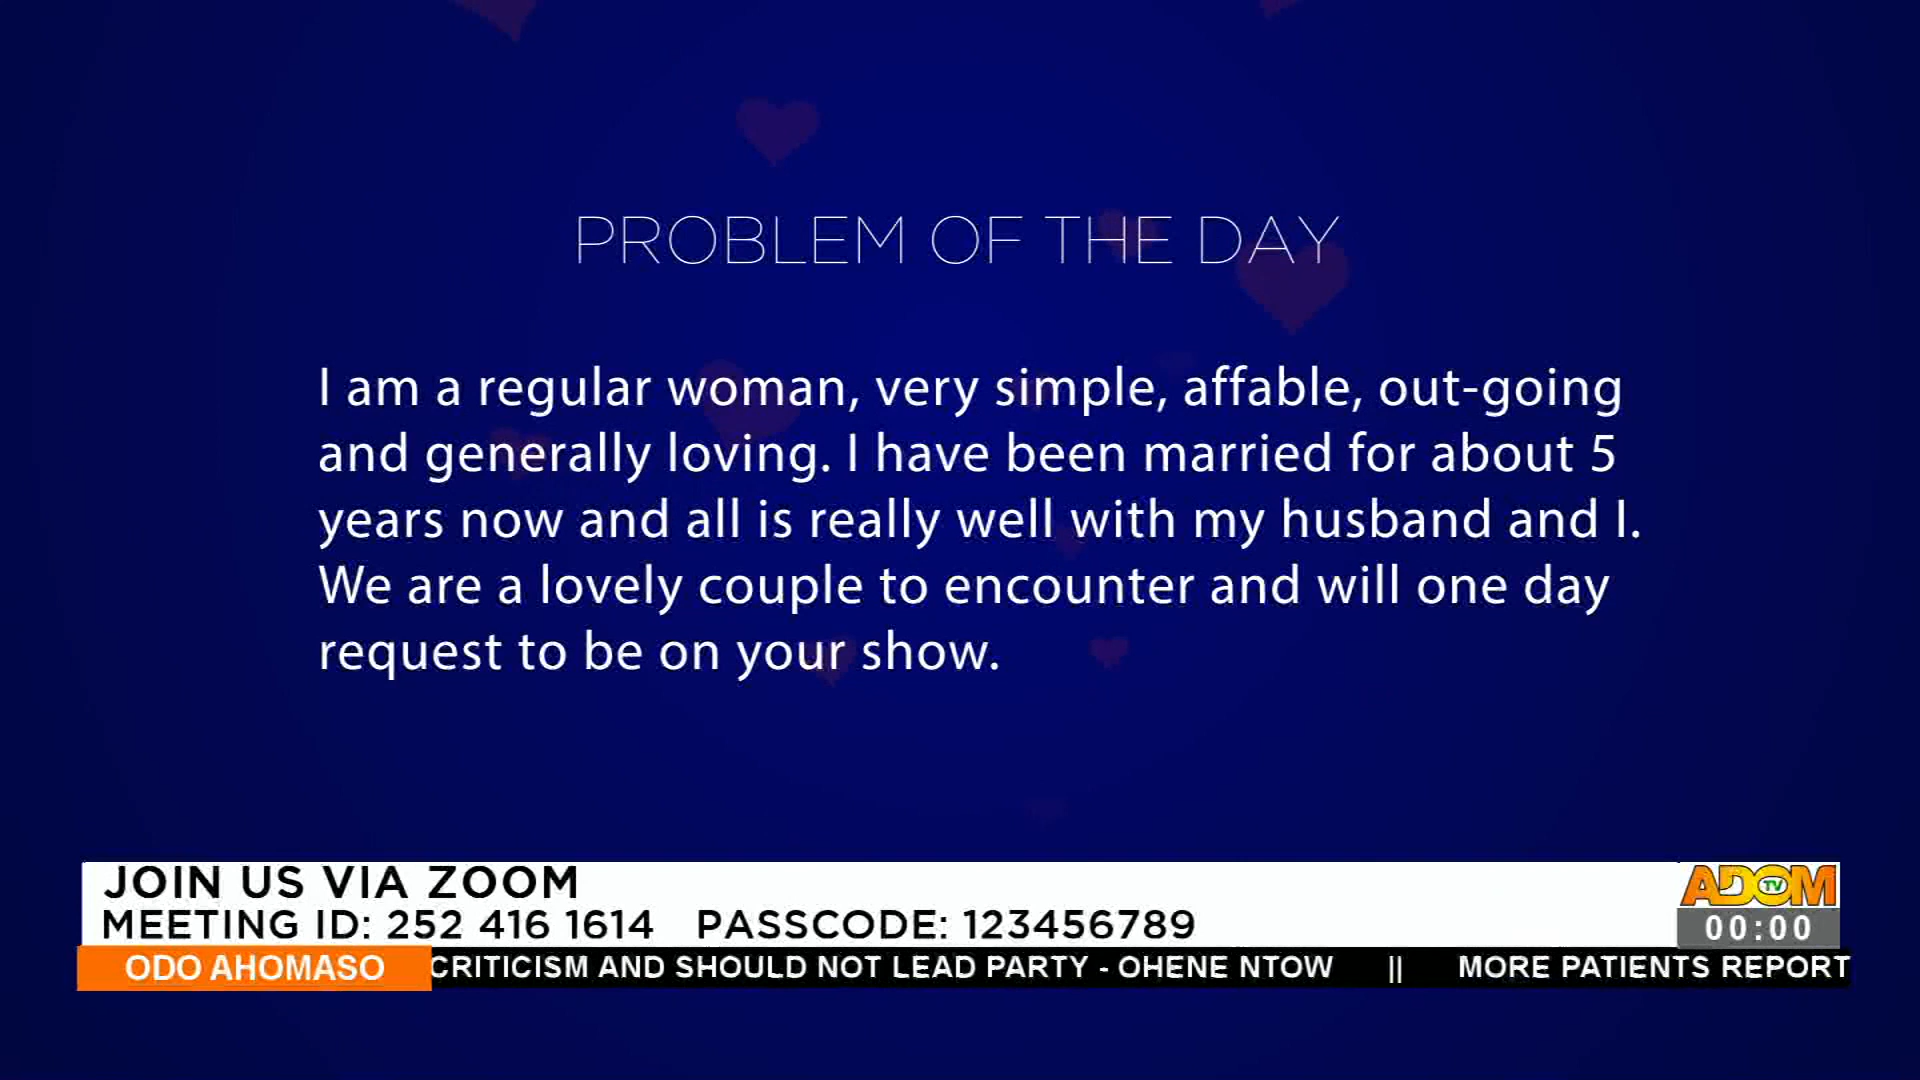 PROBLEM OF THE DAY
I am a regular woman, very simple, affable, out-going
and generally loving. I have been married for about 5
years now and all is really well with my husband and I.
We are a lovely couple to encounter and will one day
request to be on your show.
JOIN US VIA ZOOM
MEETING ID: 252 416 1614 PASSCODE: 123456789
ADOM TV
00:00
ODO AHOMASO
CRITICISM AND SHOULD NOT LEAD PARTY - OHENE NTOW || MORE PATIENTS REPORT